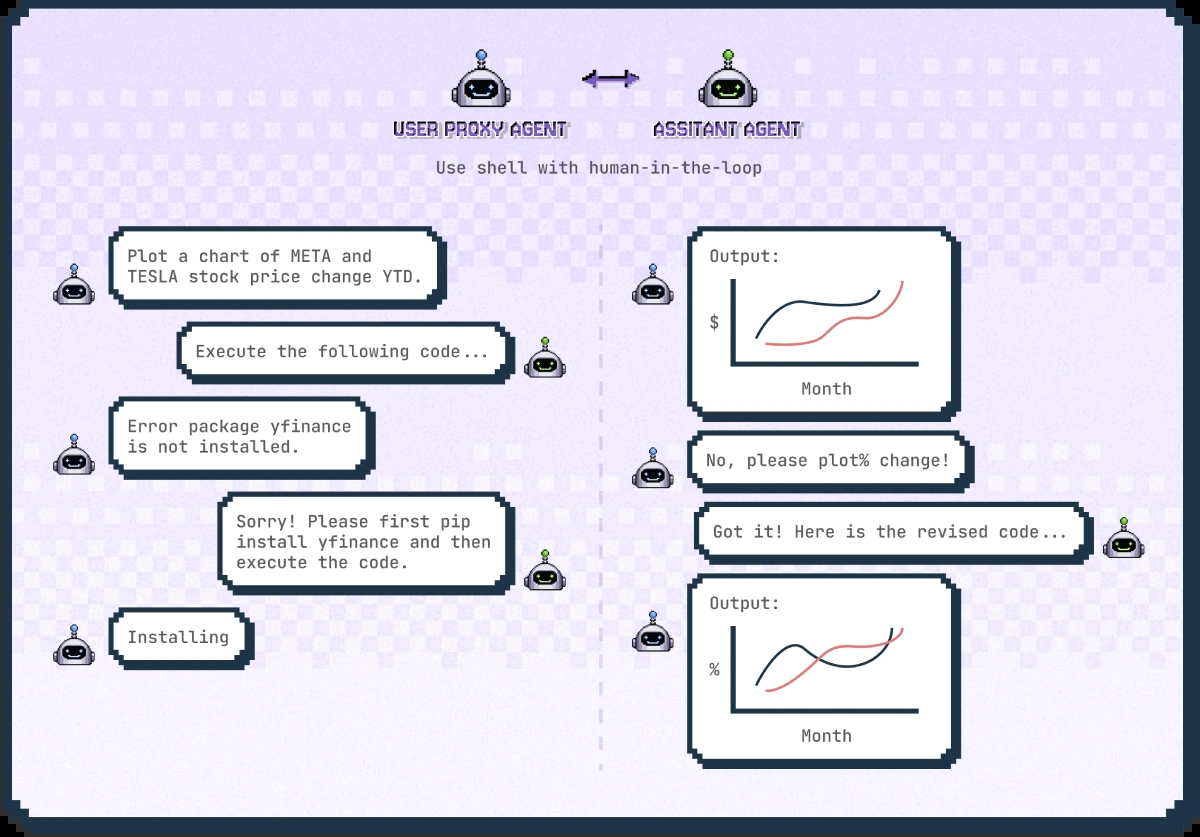 USER PROXY AGENT
ASSITANT AGENT
Use shell with human-in-the-loop
Plot a chart of META and
TESLA stock price change YTD.
Execute the following code...
Error package yfinance
is not installed.
Sorry! Please first pip
install yfinance and then
execute the code.
Installing
Output:
$
Month
No, please plot% change!
Got it! Here is the revised code...
Output:
%
Month